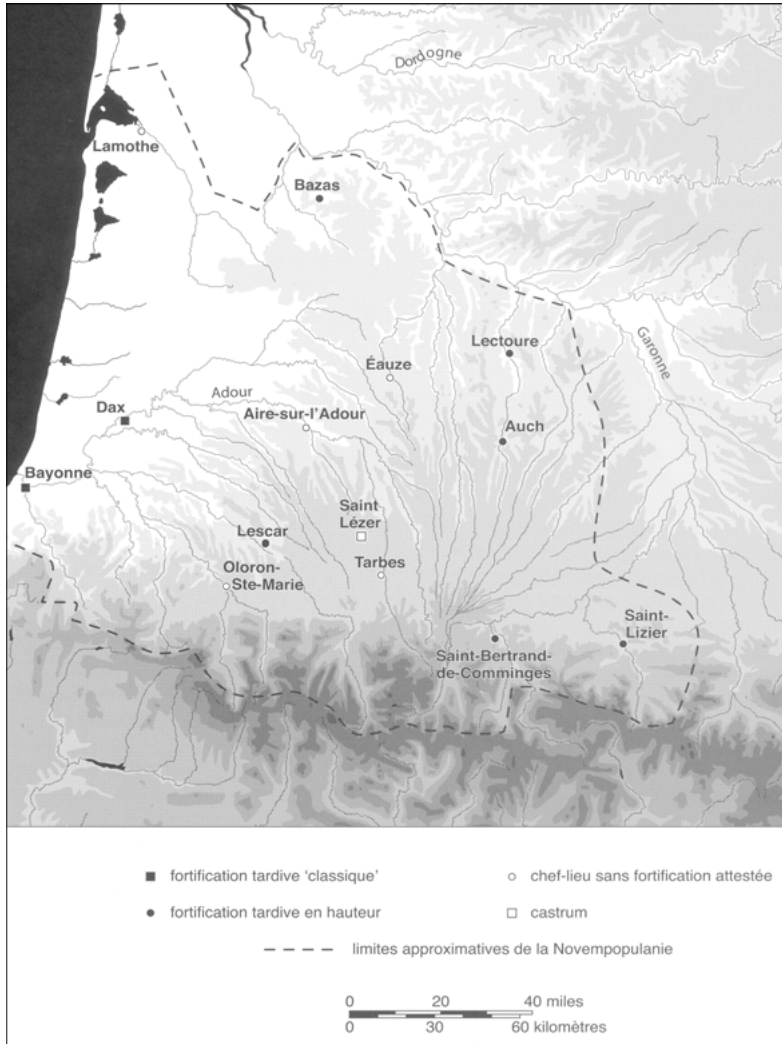 Dordogne
Lamothe
Bazas
Garonne
Lectoure
Éauze
Adour
Dax
Aire-sur-l'Adour
Auch
Bayonne
Saint
Lézer
Lescar
Tarbes
Oloron-
Ste-Marie
Saint-
Lizier
Saint-Bertrand-
de-Comminges
fortification tardive 'classique'
chef-lieu sans fortification attestée
fortification tardive en hauteur
castrum
limites approximatives de la Novempopulanie
0 20 40 miles
0 30 60 kilomètres